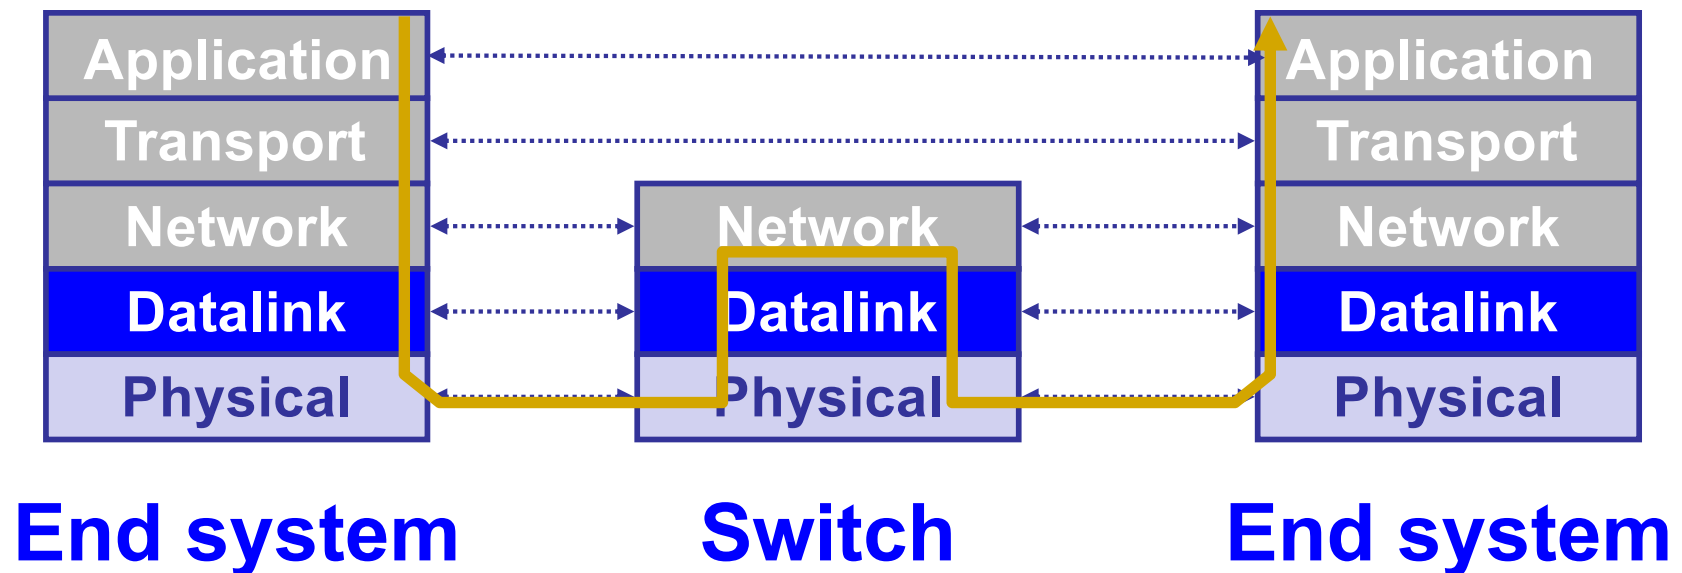 Application
Transport
Network
Datalink
Physical
Network
Datalink
Physical
Application
Transport
Network
Datalink
Physical
End system
Switch
End system